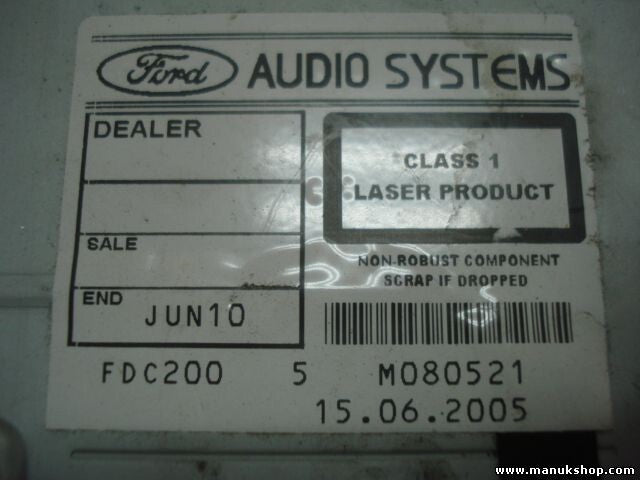 Ford AUDIO SYSTEMS
DEALER
CLASS 1
LASER PRODUCT
SALE
NON-ROBUST COMPONENT
SCRAP IF DROPPED
END JUN10
FDC200 5 M080521
15.06.2005
www.manukshop.com